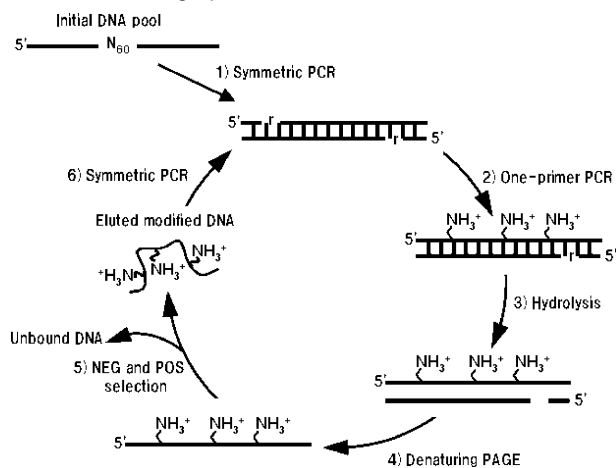 Initial DNA pool
5' N60
1) Symmetric PCR
5' r
r 5'
6) Symmetric PCR
2) One-primer PCR
Eluted modified DNA
NH3+ NH3+ NH3+
+H3N NH3+ NH3+
r 5'
3) Hydrolysis
Unbound DNA
5) NEG and POS
selection
NH3+ NH3+ NH3+
5'
5'
NH3+ NH3+ NH3+
5'
4) Denaturing PAGE